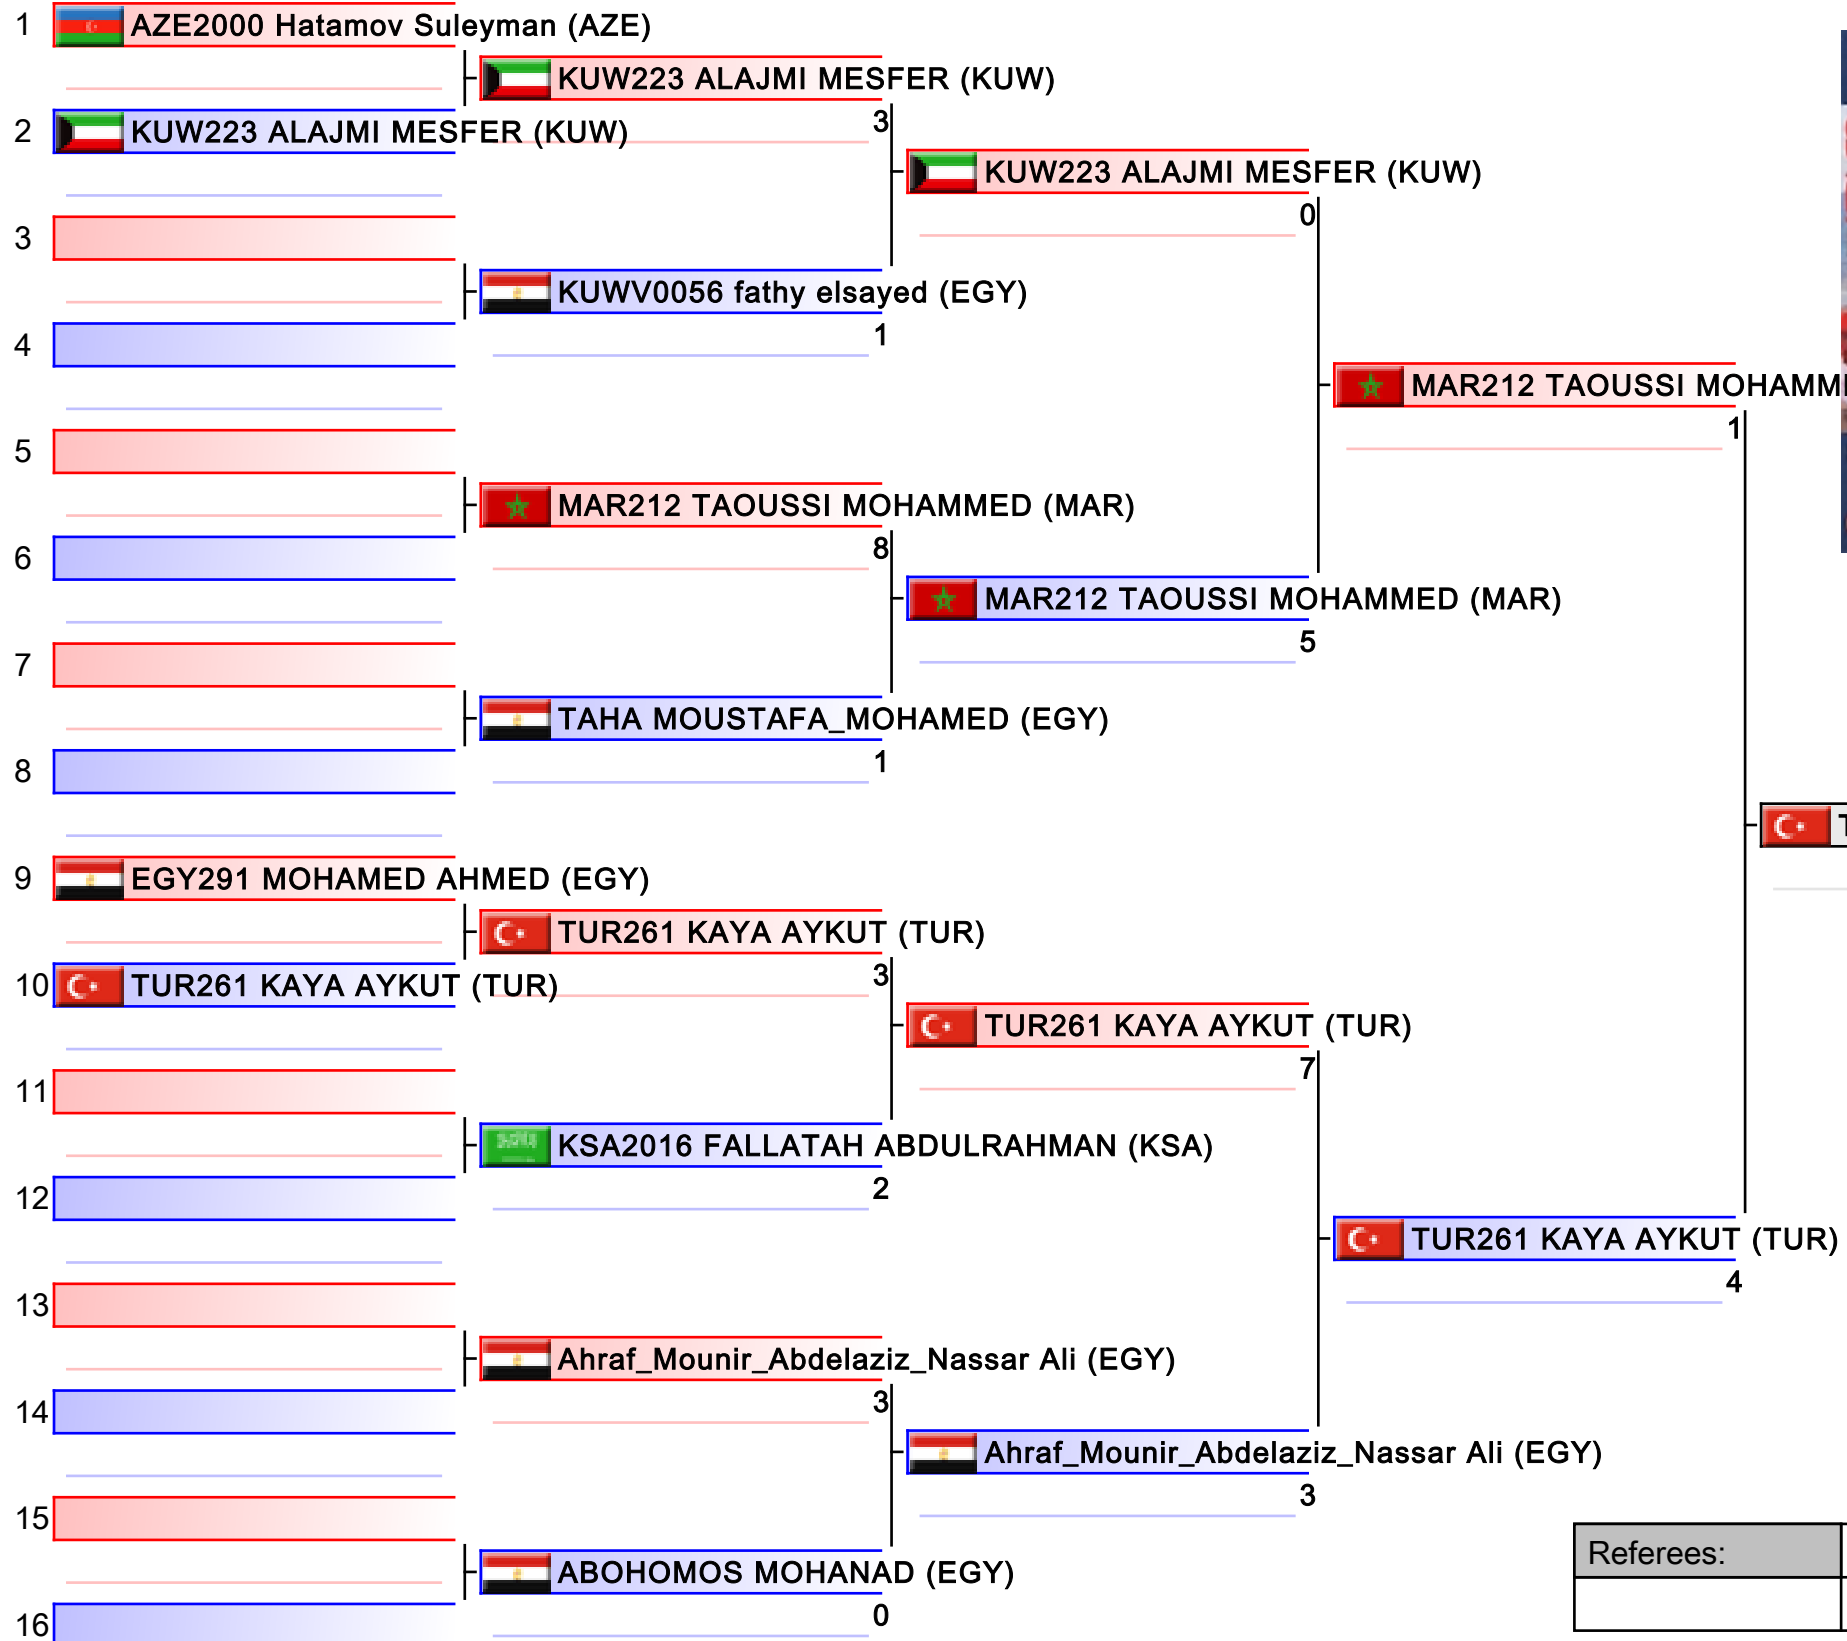 1 AZE2000 Hatamov Suleyman (AZE)
KUW223 ALAJMI MESFER (KUW)
3
2 KUW223 ALAJMI MESFER (KUW)
KUW223 ALAJMI MESFER (KUW)
0
3
KUWV0056 fathy elsayed (EGY)
1
4
MAR212 TAOUSSI MOHAMM
1
5
MAR212 TAOUSSI MOHAMMED (MAR)
8
6
MAR212 TAOUSSI MOHAMMED (MAR)
5
7
TAHA MOUSTAFA_MOHAMED (EGY)
1
8
9 EGY291 MOHAMED AHMED (EGY)
TUR261 KAYA AYKUT (TUR)
3
10 TUR261 KAYA AYKUT (TUR)
TUR261 KAYA AYKUT (TUR)
7
11
KSA2016 FALLATAH ABDULRAHMAN (KSA)
2
12
TUR261 KAYA AYKUT (TUR)
4
13
Ahraf_Mounir_Abdelaziz_Nassar Ali (EGY)
3
14
Ahraf_Mounir_Abdelaziz_Nassar Ali (EGY)
3
15
ABOHOMOS MOHANAD (EGY)
0
16
Referees: